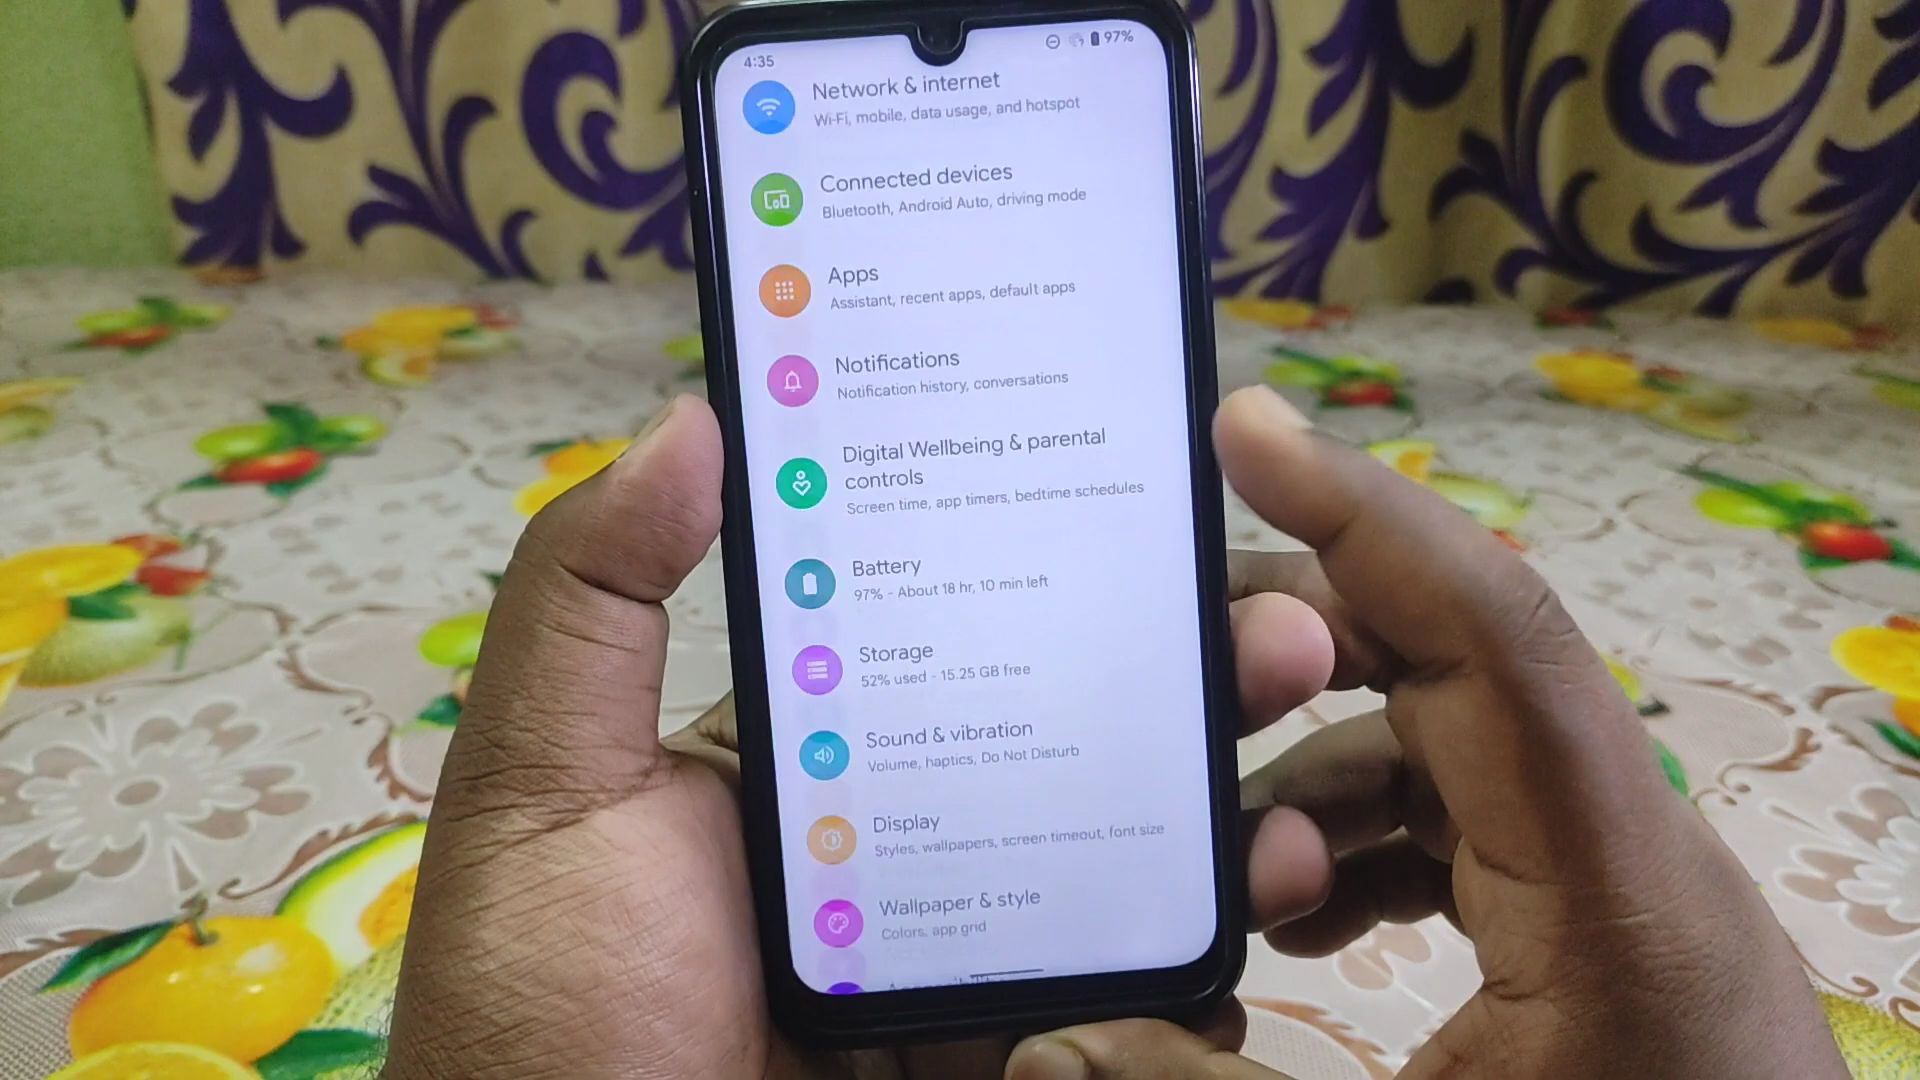 4:35
97%
Network & internet
Wi-Fi, mobile, data usage, and hotspot
Connected devices
Bluetooth, Android Auto, driving mode
Apps
Assistant, recent apps, default apps
Notifications
Notification history, conversations
Digital Wellbeing & parental
controls
Screen time, app timers, bedtime schedules
Battery
97% - About 18 hr, 10 min left
Storage
52% used - 15.25 GB free
Sound & vibration
Volume, haptics, Do Not Disturb
Display
Styles, wallpapers, screen timeout, font size
Wallpaper & style
Colors, app grid